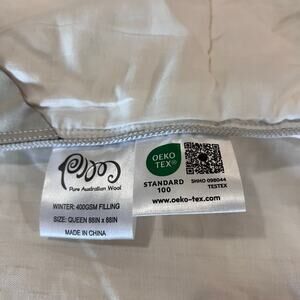 Pure Australian Wool
WINTER: 400GSM FILLING
SIZE: QUEEN 88IN x 88IN
MADE IN CHINA
OEKO
TEX®
STANDARD
100
SHHO 098044
TESTEX
www.oeko-tex.com